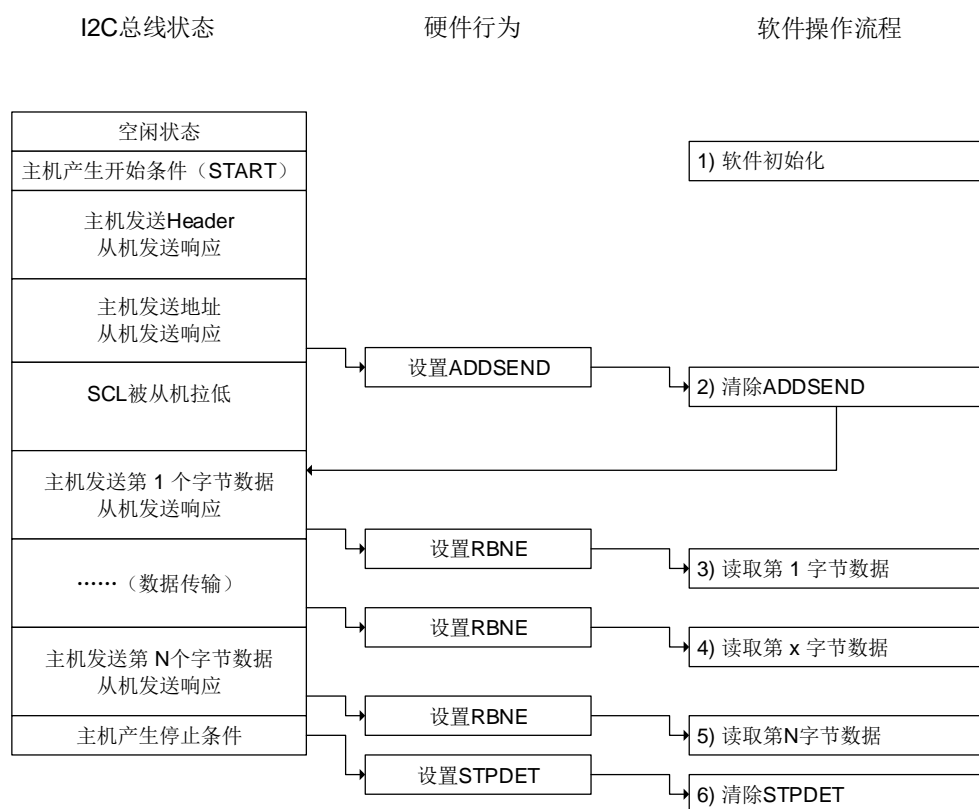 I2C总线状态
硬件行为
软件操作流程
空闲状态
主机产生开始条件（START）
1) 软件初始化
主机发送Header
从机发送响应
主机发送地址
从机发送响应
设置ADDSEND
SCL被从机拉低
2) 清除ADDSEND
主机发送第 1 个字节数据
从机发送响应
设置RBNE
3) 读取第 1 字节数据
……（数据传输）
设置RBNE
4) 读取第 x 字节数据
主机发送第 N个字节数据
从机发送响应
设置RBNE
5) 读取第N字节数据
主机产生停止条件
设置STPDET
6) 清除STPDET